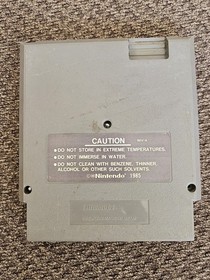 CAUTION
●DO NOT STORE IN EXTREME TEMPERATURES.
●DO NOT IMMERSE IN WATER.
●DO NOT CLEAN WITH BENZENE, THINNER,
ALCOHOL OR OTHER SUCH SOLVENTS.
©Nintendo 1985